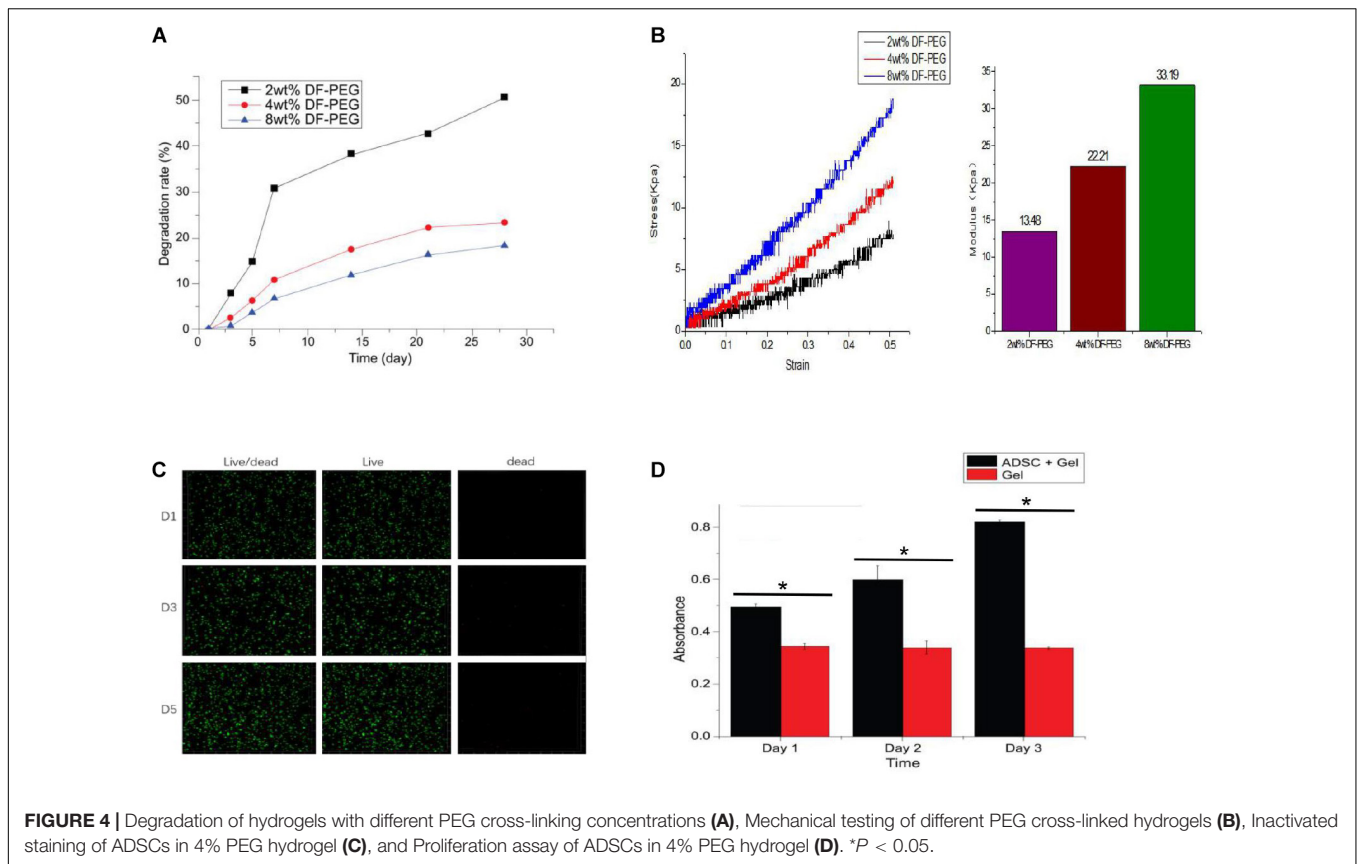 A
2wt% DF-PEG
4wt% DF-PEG
8wt% DF-PEG
50
40
30
20
10
0
Degradation rate (%)
0 5 10 15 20 25 30
Time (day)
B
2wt% DF-PEG
4wt% DF-PEG
8wt% DF-PEG
20
15
10
5
0
Stress(Kpa)
0.0 0.1 0.2 0.3 0.4 0.5
Strain
35
30
25
20
15
10
5
0
Modulus (Kpa)
13.48
22.21
33.19
2wt% DF-PEG 4wt% DF-PEG 8wt% DF-PEG
C
Live/dead Live dead
D1
D3
D5
D
ADSC + Gel
Gel
0.8
0.6
0.4
0.2
0.0
Absorbance
*
*
*
Day 1 Day 2 Day 3
Time
FIGURE 4 | Degradation of hydrogels with different PEG cross-linking concentrations (A), Mechanical testing of different PEG cross-linked hydrogels (B), Inactivated
staining of ADSCs in 4% PEG hydrogel (C), and Proliferation assay of ADSCs in 4% PEG hydrogel (D). *P < 0.05.